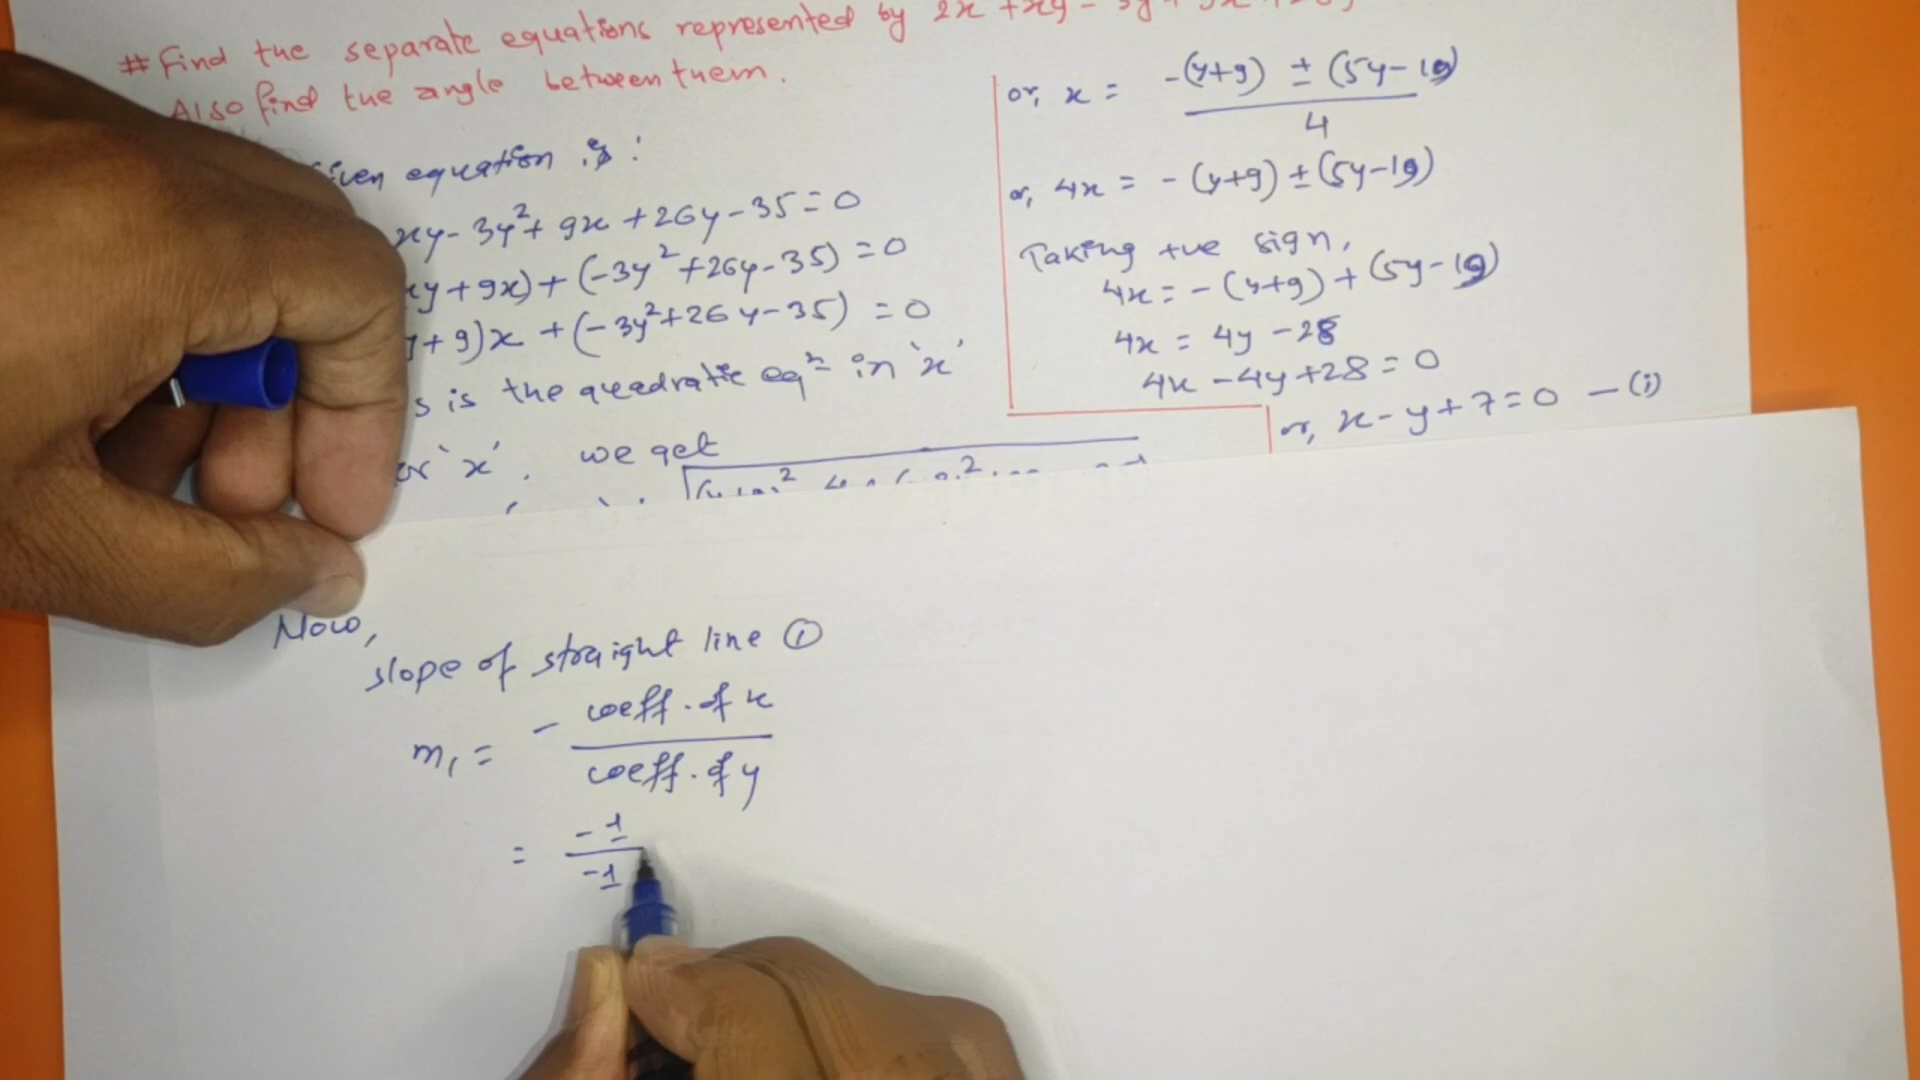 # Find the separate equations represented by
Also find the angle between them.
equation is:
xy - 3y² + 9x + 26y - 35 = 0
y + 9x) + (-3y² + 26y - 35) = 0
+ 9)x + (-3y² + 26y - 35) = 0
s is the quadratic eqⁿ in 'x'
or 'x', we get
or, x = -(y+9) ± (5y-19) / 4
or, 4x = -(y+9) ± (5y-19)
Taking +ve sign,
4x = -(y+9) + (5y-19)
4x = 4y - 28
4x - 4y + 28 = 0
or, x - y + 7 = 0 — (i)
Now,
slope of straight line ①
m₁ = - coeff. of x / coeff. of y
= -1 / -1